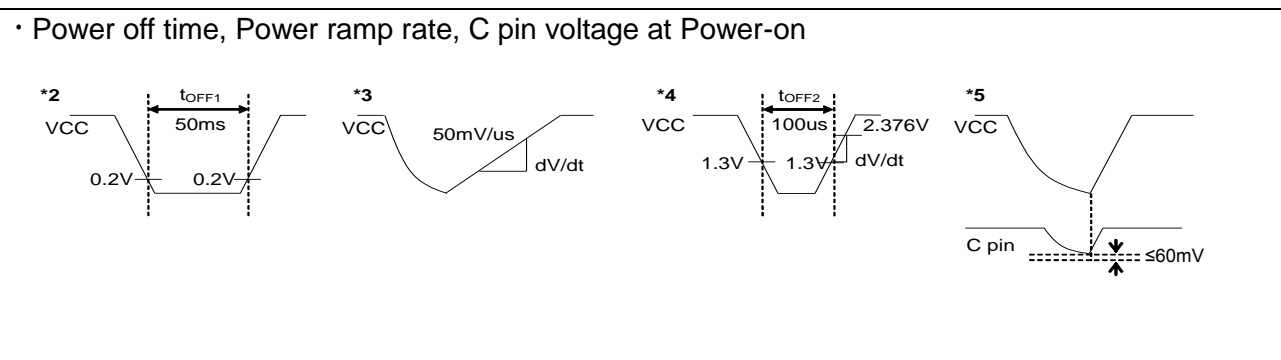 ・Power off time, Power ramp rate, C pin voltage at Power-on
*2
tOFF1
VCC
50ms
0.2V
0.2V
*3
VCC
50mV/us
dV/dt
*4
tOFF2
VCC
100us
2.376V
1.3V
1.3V
dV/dt
*5
VCC
C pin
≤60mV